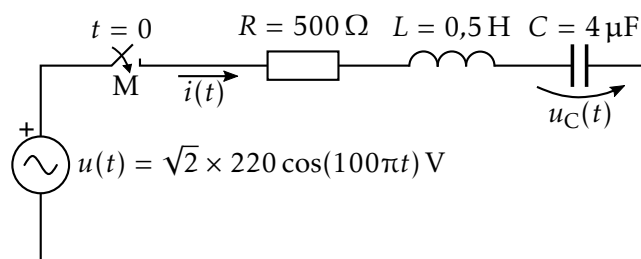 t = 0
R = 500 Ω
L = 0,5 H
C = 4 µF
M
i(t)
u_C(t)
+
u(t) = √2 × 220 cos(100πt) V